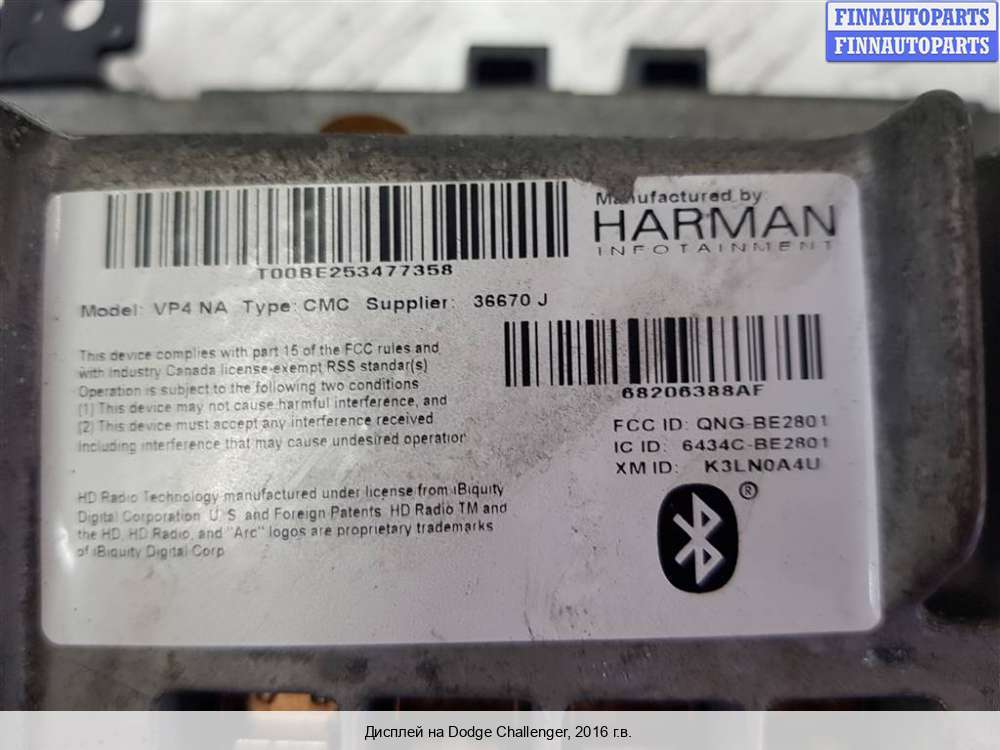 FINNAUTOPARTS
FINNAUTOPARTS
Manufactured by
HARMAN
INFOTAINMENT
T00BE253477358
Model: VP4 NA Type: CMC Supplier: 36670 J
This device complies with part 15 of the FCC rules and
with Industry Canada license-exempt RSS standar(s)
Operation is subject to the following two conditions
(1) This device may not cause harmful interference, and
(2) This device must accept any interference received
Including interference that may cause undesired operation
68206388AF
FCC ID: QNG-BE2801
IC ID: 6434C-BE2801
XM ID: K3LN0A4U
®
HD Radio Technology manufactured under license from iBiquity
Digital Corporation. U.S. and Foreign Patents. HD Radio TM and
the HD, HD Radio, and "Arc" logos are proprietary trademarks
of iBiquity Digital Corp
Дисплей на Dodge Challenger, 2016 г.в.